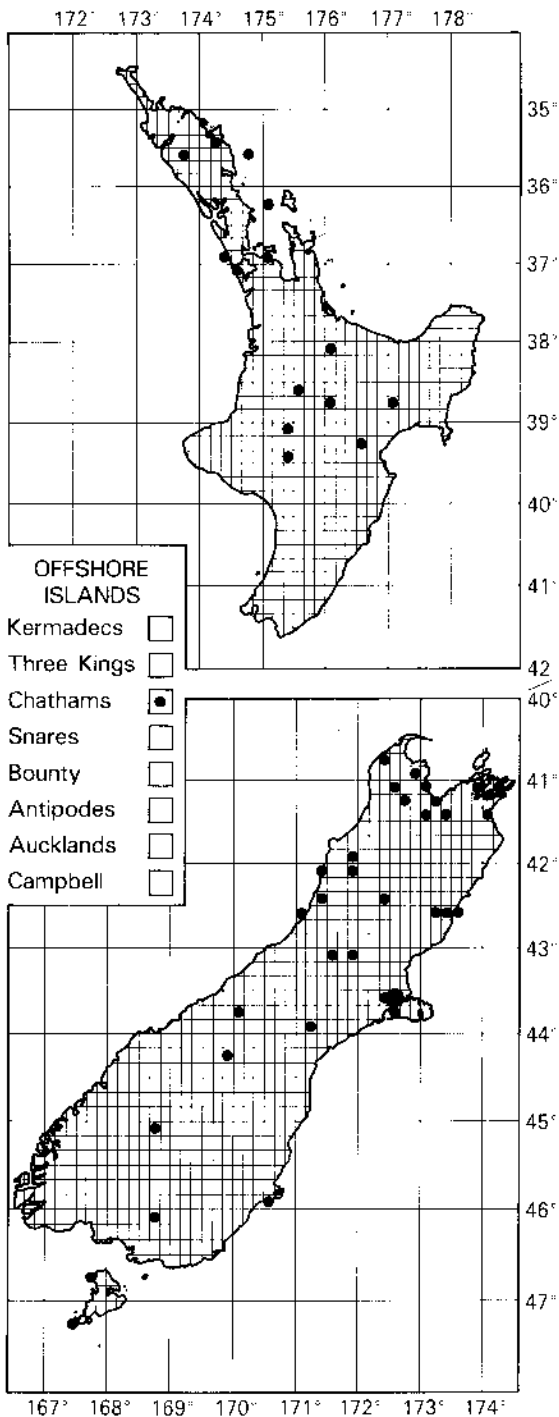 172° 173° 174° 175° 176° 177° 178°
35°
36°
37°
38°
39°
40°
41°
42
OFFSHORE
ISLANDS
Kermadecs
Three Kings
Chathams
Snares
Bounty
Antipodes
Aucklands
Campbell
40°
41°
42°
43°
44°
45°
46°
47°
167° 168° 169° 170° 171° 172° 173° 174°